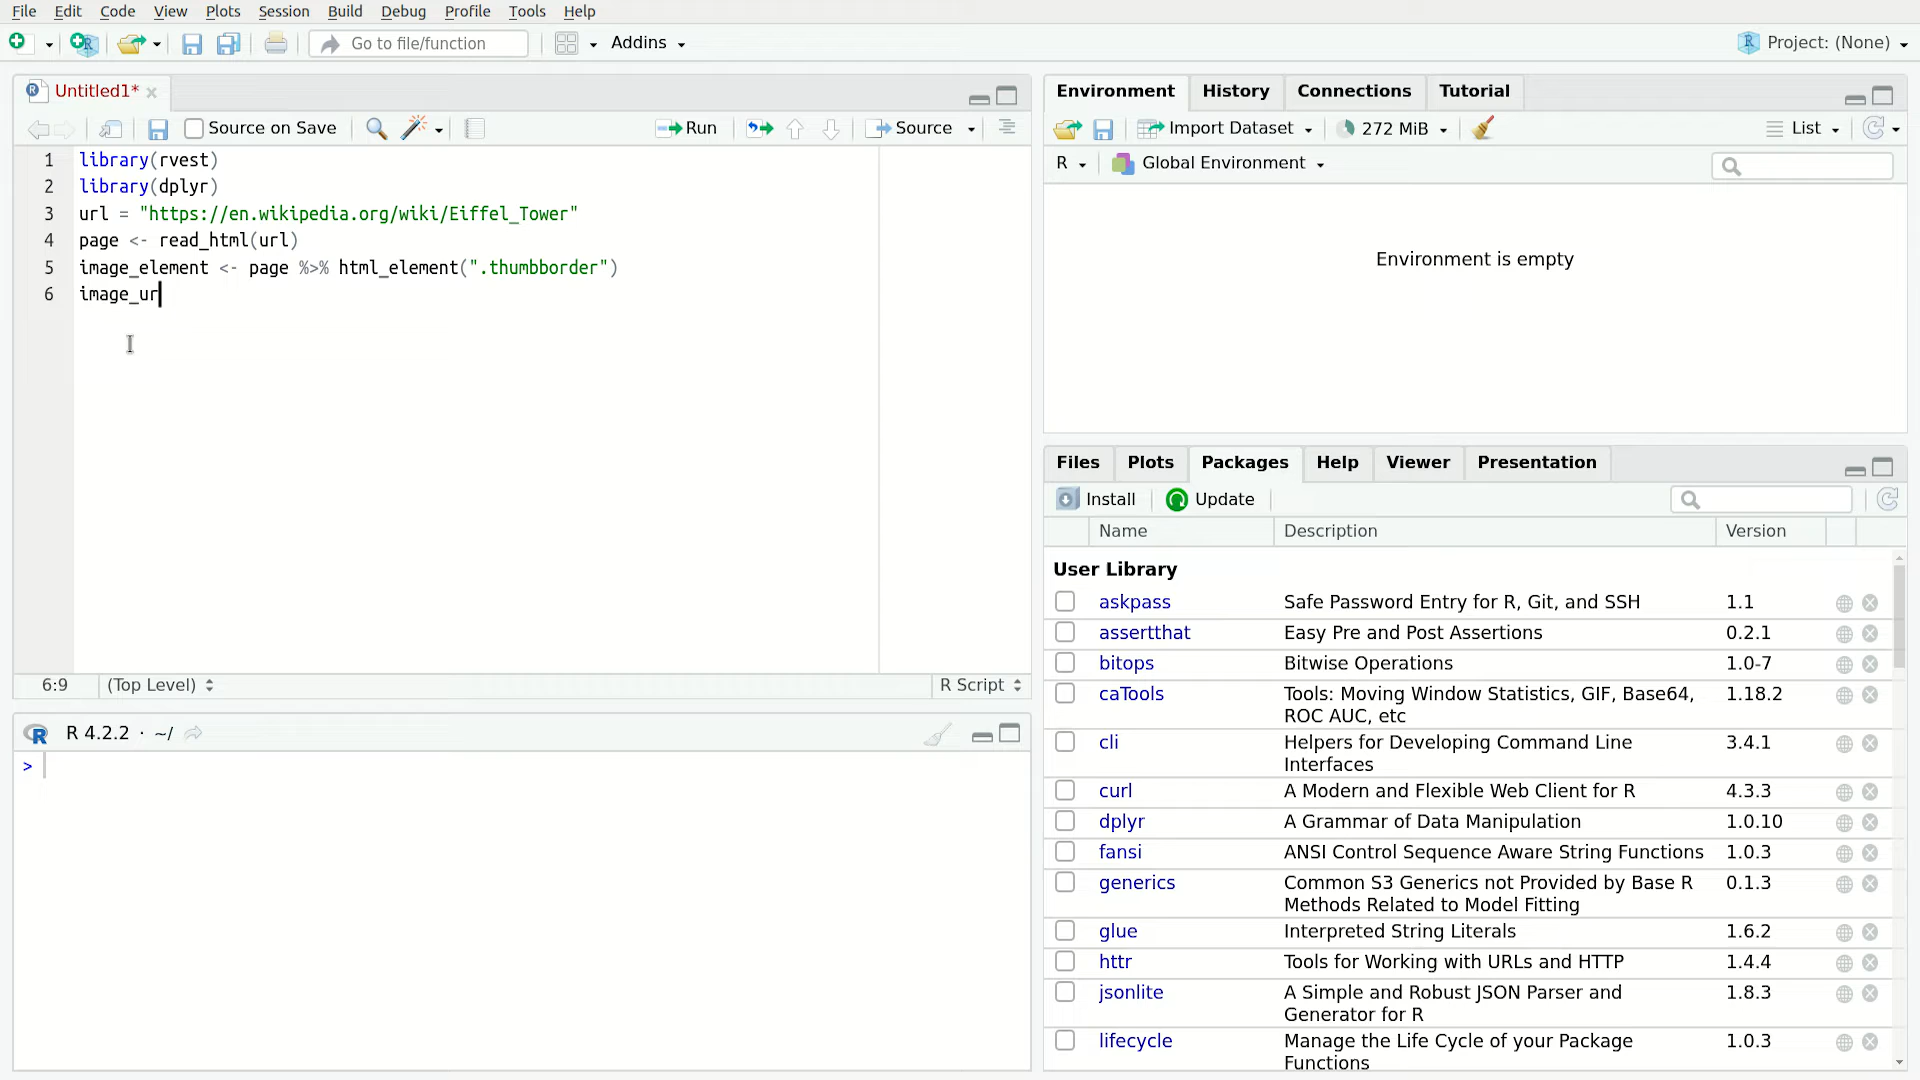 File Edit Code View Plots Session Build Debug Profile Tools Help
Go to file/function Addins Project: (None)
Untitled1*
Source on Save Run Source
1 library(rvest)
2 library(dplyr)
3 url = "https://en.wikipedia.org/wiki/Eiffel_Tower"
4 page <- read_html(url)
5 image_element <- page %>% html_element(".thumbborder")
6 image_ur
6:9 (Top Level) R Script
R 4.2.2 · ~/
>
Environment History Connections Tutorial
Import Dataset 272 MiB List
R Global Environment
Environment is empty
Files Plots Packages Help Viewer Presentation
Install Update
Name Description Version
User Library
askpass Safe Password Entry for R, Git, and SSH 1.1
assertthat Easy Pre and Post Assertions 0.2.1
bitops Bitwise Operations 1.0-7
caTools Tools: Moving Window Statistics, GIF, Base64, 1.18.2
ROC AUC, etc
cli Helpers for Developing Command Line 3.4.1
Interfaces
curl A Modern and Flexible Web Client for R 4.3.3
dplyr A Grammar of Data Manipulation 1.0.10
fansi ANSI Control Sequence Aware String Functions 1.0.3
generics Common S3 Generics not Provided by Base R 0.1.3
Methods Related to Model Fitting
glue Interpreted String Literals 1.6.2
httr Tools for Working with URLs and HTTP 1.4.4
jsonlite A Simple and Robust JSON Parser and 1.8.3
Generator for R
lifecycle Manage the Life Cycle of your Package 1.0.3
Functions